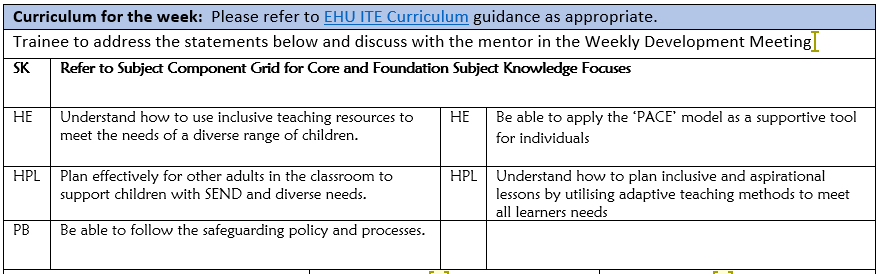 Curriculum for the week: Please refer to EHU ITE Curriculum guidance as appropriate.
Trainee to address the statements below and discuss with the mentor in the Weekly Development Meeting
SK Refer to Subject Component Grid for Core and Foundation Subject Knowledge Focuses
HE Understand how to use inclusive teaching resources to
meet the needs of a diverse range of children.
HE Be able to apply the ‘PACE’ model as a supportive tool
for individuals
HPL Plan effectively for other adults in the classroom to
support children with SEND and diverse needs.
HPL Understand how to plan inclusive and aspirational
lessons by utilising adaptive teaching methods to meet
all learners needs
PB Be able to follow the safeguarding policy and processes.